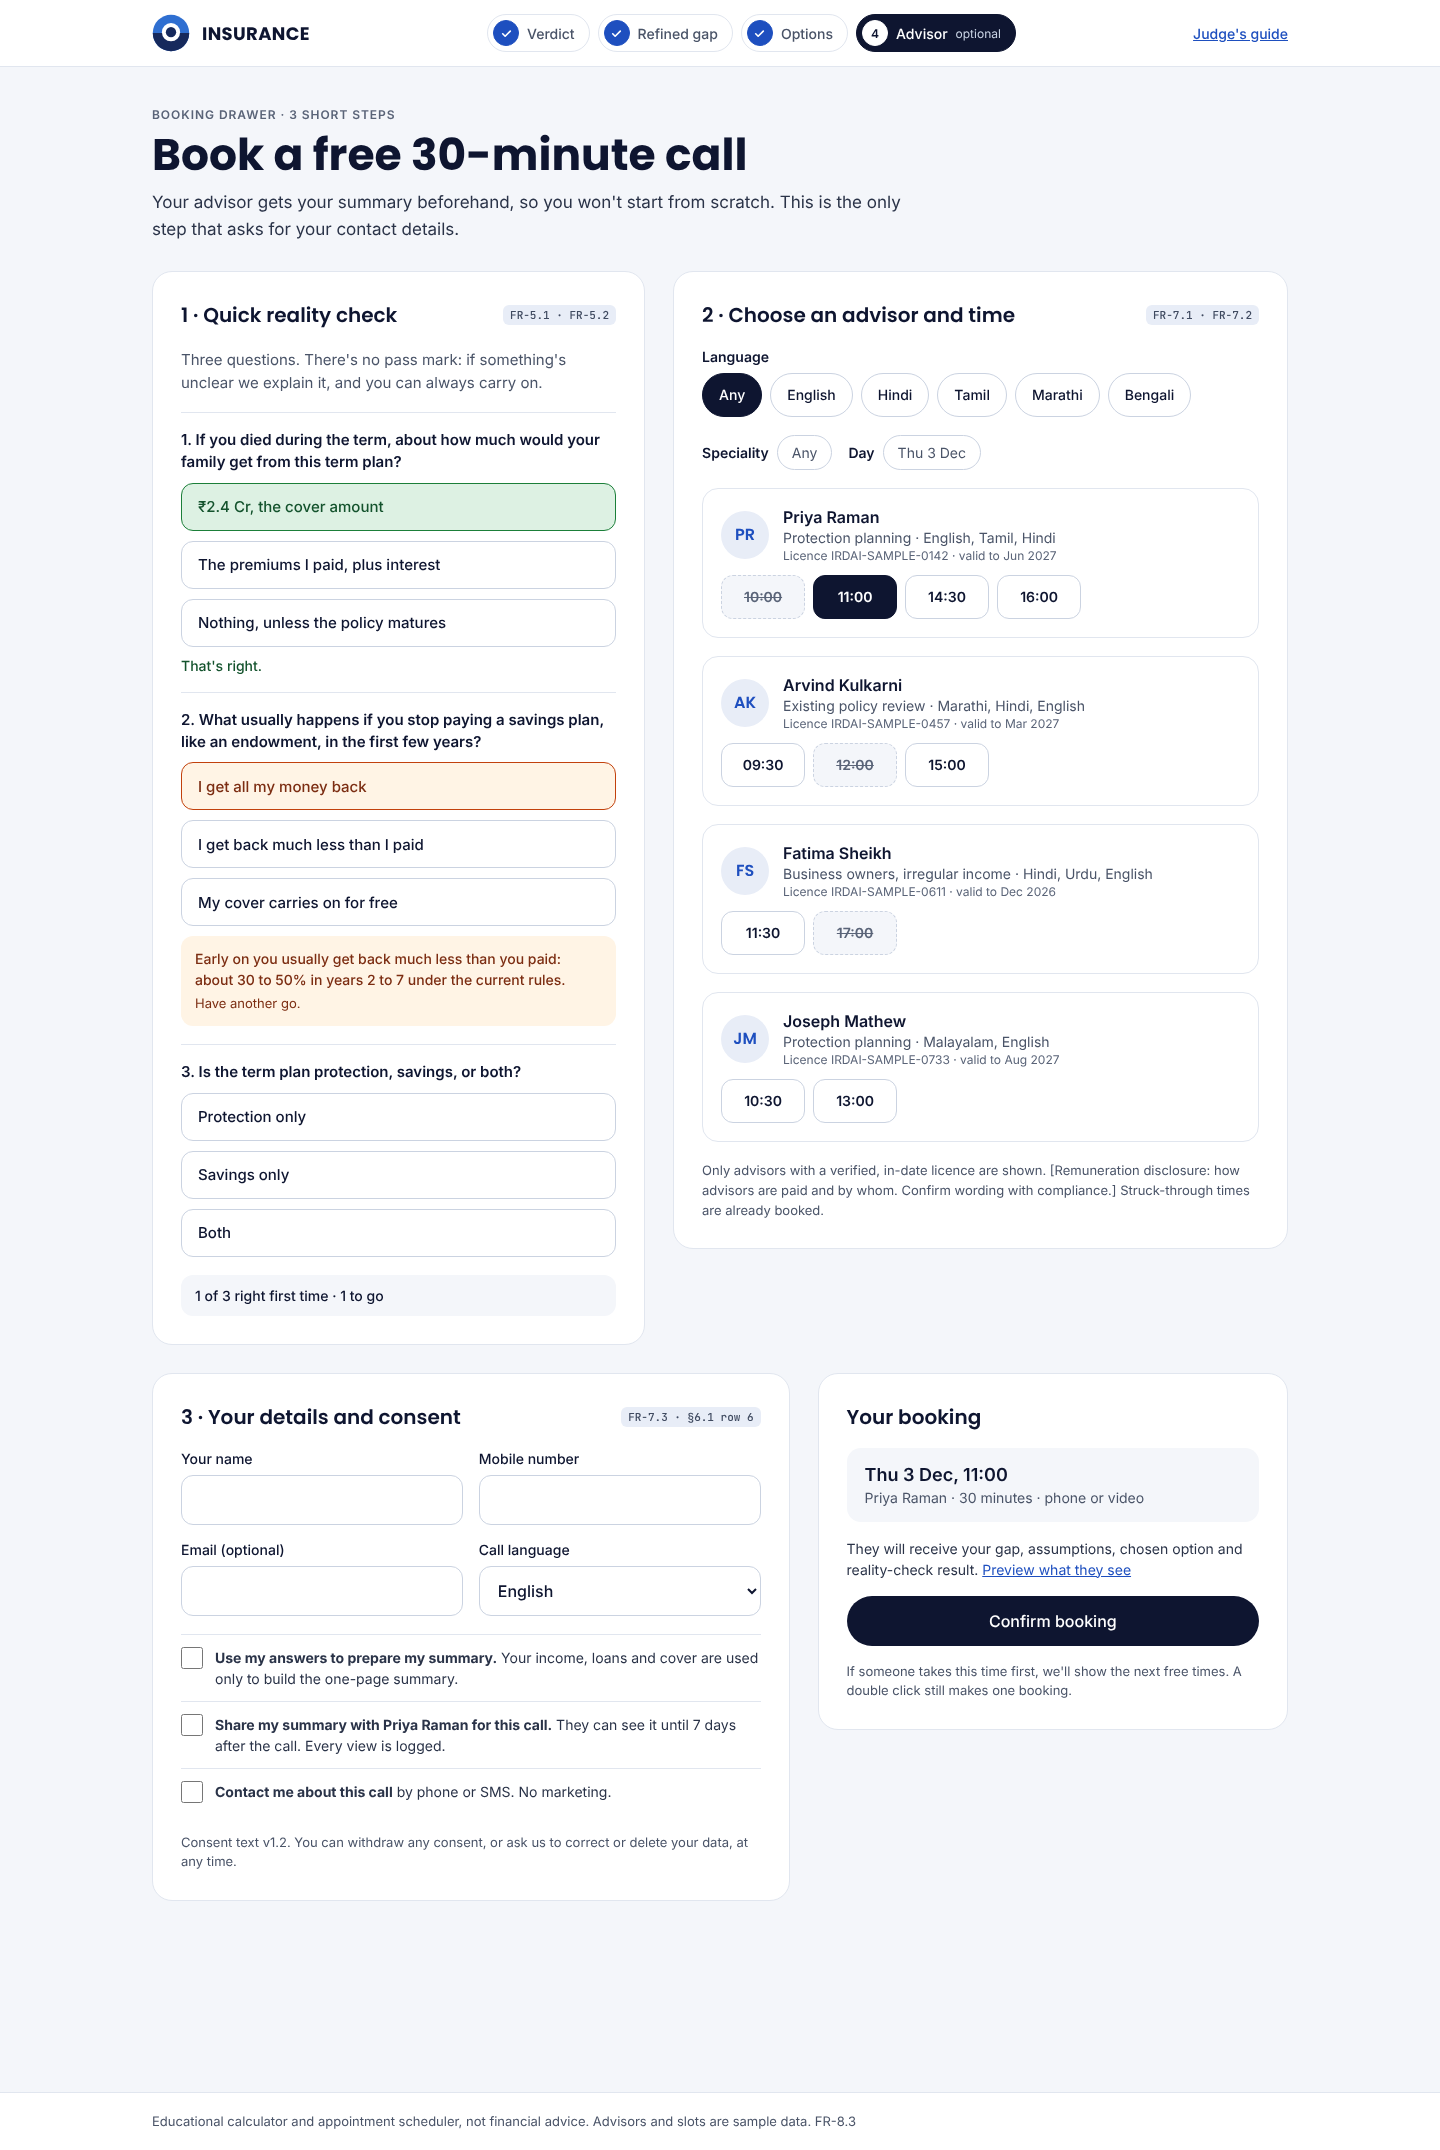 INSURANCE
Verdict
Refined gap
Options
4 Advisor optional
Judge's guide
BOOKING DRAWER · 3 SHORT STEPS
Book a free 30-minute call
Your advisor gets your summary beforehand, so you won't start from scratch. This is the only
step that asks for your contact details.
1 · Quick reality check
FR-5.1 · FR-5.2
Three questions. There's no pass mark: if something's
unclear we explain it, and you can always carry on.
1. If you died during the term, about how much would your
family get from this term plan?
₹2.4 Cr, the cover amount
The premiums I paid, plus interest
Nothing, unless the policy matures
That's right.
2. What usually happens if you stop paying a savings plan,
like an endowment, in the first few years?
I get all my money back
I get back much less than I paid
My cover carries on for free
Early on you usually get back much less than you paid:
about 30 to 50% in years 2 to 7 under the current rules.
Have another go.
3. Is the term plan protection, savings, or both?
Protection only
Savings only
Both
1 of 3 right first time · 1 to go
2 · Choose an advisor and time
FR-7.1 · FR-7.2
Language
Any English Hindi Tamil Marathi Bengali
Speciality Any Day Thu 3 Dec
PR
Priya Raman
Protection planning · English, Tamil, Hindi
Licence IRDAI-SAMPLE-0142 · valid to Jun 2027
10:00 11:00 14:30 16:00
AK
Arvind Kulkarni
Existing policy review · Marathi, Hindi, English
Licence IRDAI-SAMPLE-0457 · valid to Mar 2027
09:30 12:00 15:00
FS
Fatima Sheikh
Business owners, irregular income · Hindi, Urdu, English
Licence IRDAI-SAMPLE-0611 · valid to Dec 2026
11:30 17:00
JM
Joseph Mathew
Protection planning · Malayalam, English
Licence IRDAI-SAMPLE-0733 · valid to Aug 2027
10:30 13:00
Only advisors with a verified, in-date licence are shown. [Remuneration disclosure: how
advisors are paid and by whom. Confirm wording with compliance.] Struck-through times
are already booked.
3 · Your details and consent
FR-7.3 · §6.1 row 6
Your name
Mobile number
Email (optional)
Call language
English
Use my answers to prepare my summary. Your income, loans and cover are used
only to build the one-page summary.
Share my summary with Priya Raman for this call. They can see it until 7 days
after the call. Every view is logged.
Contact me about this call by phone or SMS. No marketing.
Consent text v1.2. You can withdraw any consent, or ask us to correct or delete your data, at
any time.
Your booking
Thu 3 Dec, 11:00
Priya Raman · 30 minutes · phone or video
They will receive your gap, assumptions, chosen option and
reality-check result. Preview what they see
Confirm booking
If someone takes this time first, we'll show the next free times. A
double click still makes one booking.
Educational calculator and appointment scheduler, not financial advice. Advisors and slots are sample data. FR-8.3